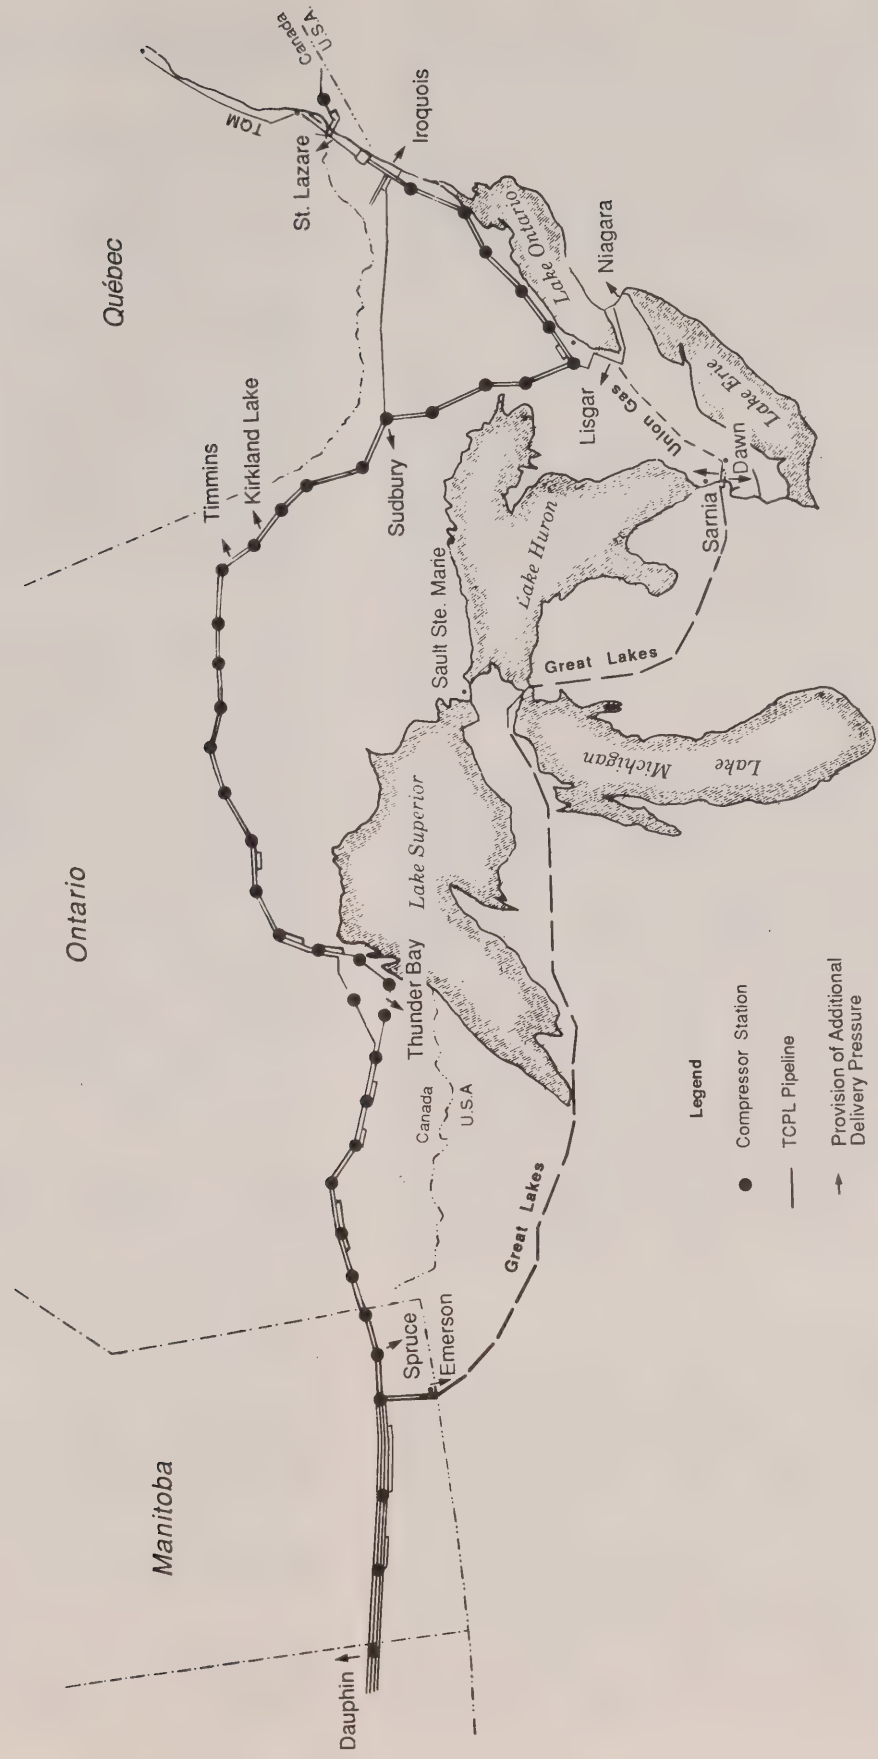 Manitoba
Ontario
Québec
Dauphin
Spruce
Emerson
Great Lakes
Canada
U.S.A
Thunder Bay
Lake Superior
Timmins
Kirkland Lake
Sudbury
Sault Ste. Marie
Lake
Michigan
Great Lakes
Lake Huron
Sarnia
Dawn
Union Gas
Lisgar
Lake Erie
Niagara
Lake Ontario
Iroquois
St. Lazare
TQM
Canada
U.S.A.
Legend
Compressor Station
TCPL Pipeline
Provision of Additional
Delivery Pressure